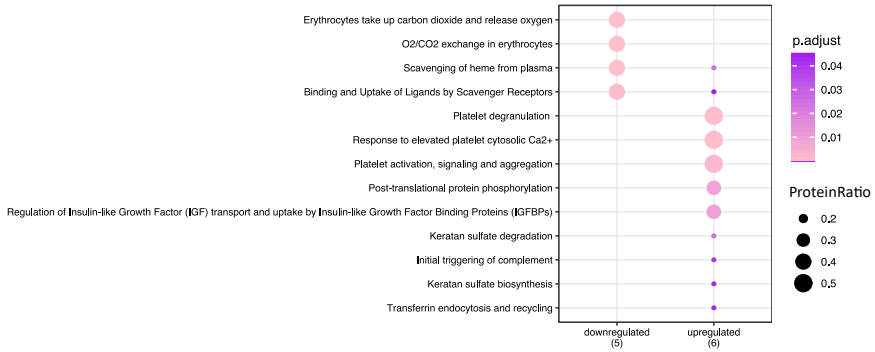 Erythrocytes take up carbon dioxide and release oxygen
O2/CO2 exchange in erythrocytes
Scavenging of heme from plasma
Binding and Uptake of Ligands by Scavenger Receptors
Platelet degranulation
Response to elevated platelet cytosolic Ca2+
Platelet activation, signaling and aggregation
Post-translational protein phosphorylation
Regulation of Insulin-like Growth Factor (IGF) transport and uptake by Insulin-like Growth Factor Binding Proteins (IGFBPs)
Keratan sulfate degradation
Initial triggering of complement
Keratan sulfate biosynthesis
Transferrin endocytosis and recycling
downregulated
(5)
upregulated
(6)
p.adjust
0.04
0.03
0.02
0.01
ProteinRatio
0.2
0.3
0.4
0.5